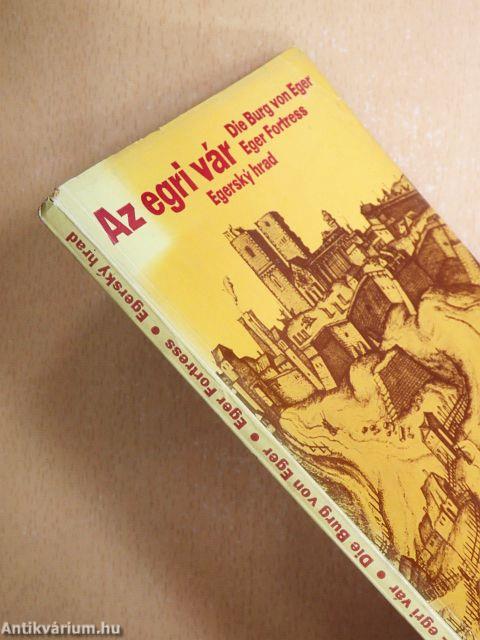 Az egri vár
Die Burg von Eger
Eger Fortress
Egerský hrad
egri vár • Die Burg von Eger • Eger Fortress • Egerský hrad
Antikvárium.hu